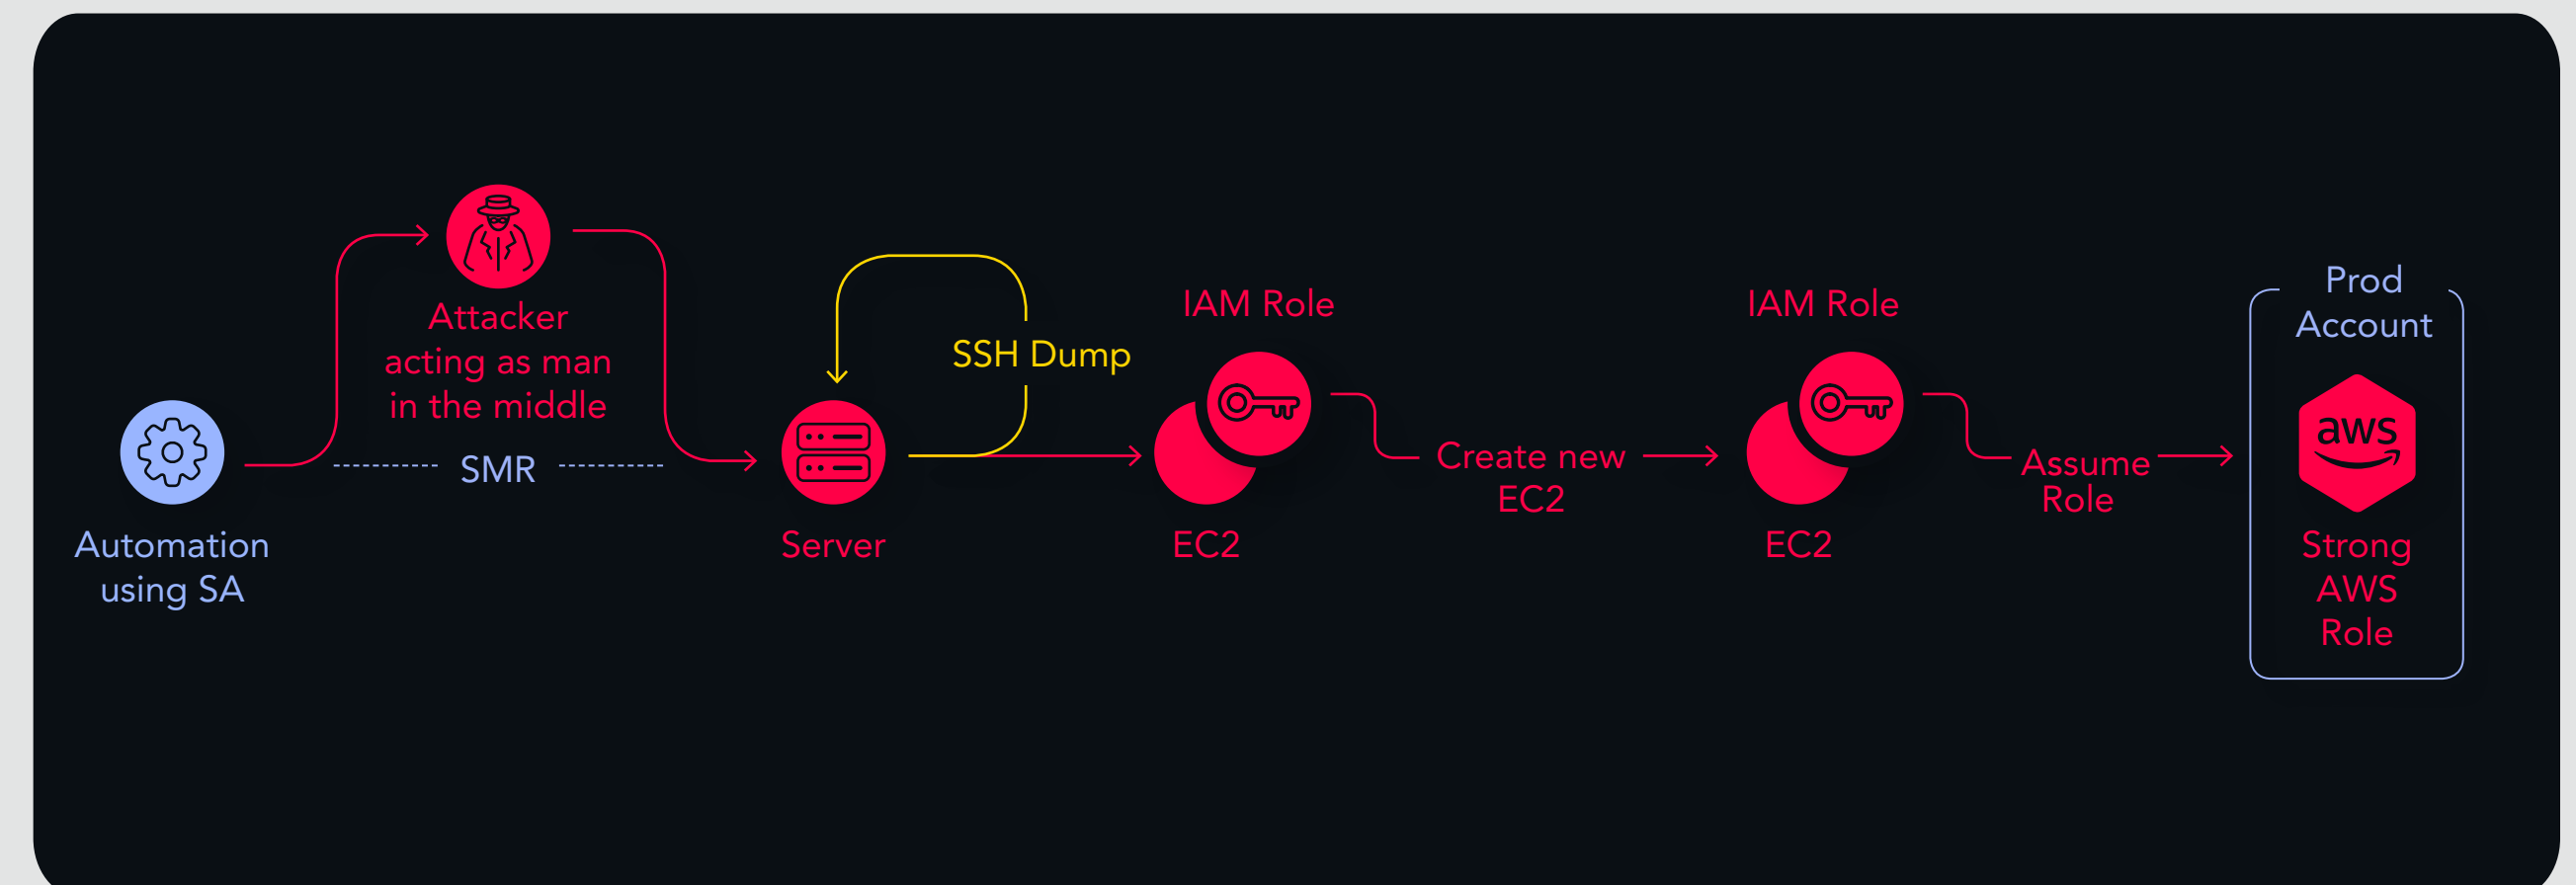 Attacker
acting as man
in the middle
SMR
Automation
using SA
Server
SSH Dump
IAM Role
EC2
Create new
EC2
IAM Role
EC2
Assume
Role
Prod
Account
aws
Strong
AWS
Role